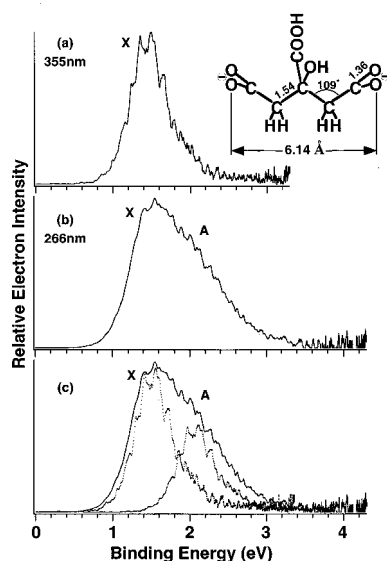 (a)
355nm
X
COOH
OH
O
O
C
C
C
C
C
O
O
1.54
109°
1.36
HH
HH
6.14 Å
Relative Electron Intensity
(b)
266nm
X
A
(c)
X
A
0
1
2
3
4
Binding Energy (eV)